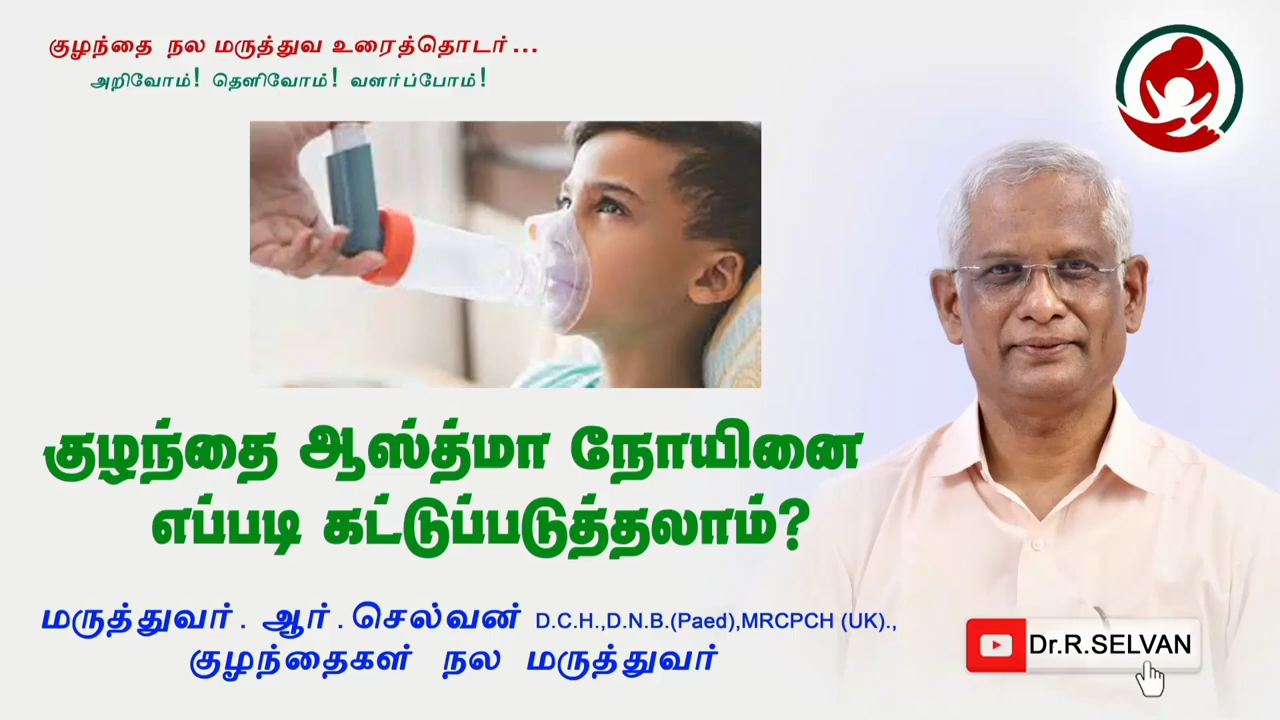 குழந்தை நல மருத்துவ உரைத்தொடர்...
அறிவோம்! தெளிவோம்! வளர்ப்போம்!
குழந்தை ஆஸ்த்மா நோயினை
எப்படி கட்டுப்படுத்தலாம்?
மருத்துவர். ஆர்.செல்வன் D.C.H.,D.N.B.(Paed),MRCPCH (UK).,
குழந்தைகள் நல மருத்துவர்
Dr.R.SELVAN